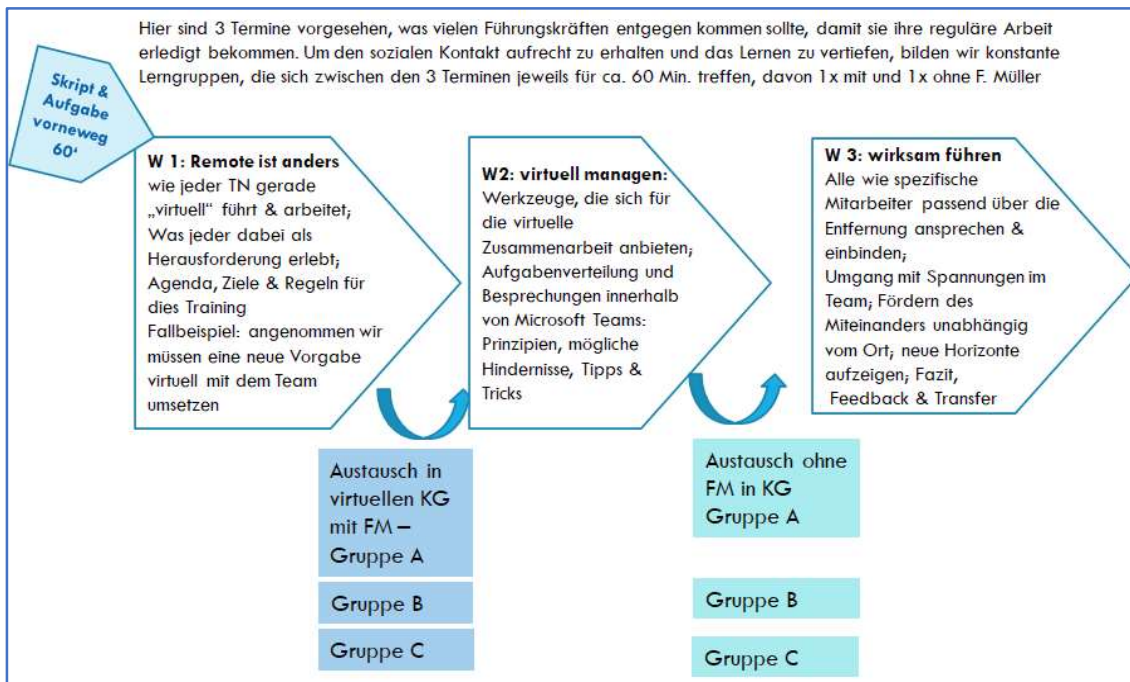 Hier sind 3 Termine vorgesehen, was vielen Führungskräften entgegen kommen sollte, damit sie ihre reguläre Arbeit
erledigt bekommen. Um den sozialen Kontakt aufrecht zu erhalten und das Lernen zu vertiefen, bilden wir konstante
Lerngruppen, die sich zwischen den 3 Terminen jeweils für ca. 60 Min. treffen, davon 1x mit und 1x ohne F. Müller
Skript &
Aufgabe
vorneweg
60‘
W 1: Remote ist anders
wie jeder TN gerade
„virtuell“ führt & arbeitet;
Was jeder dabei als
Herausforderung erlebt;
Agenda, Ziele & Regeln für
dies Training
Fallbeispiel: angenommen wir
müssen eine neue Vorgabe
virtuell mit dem Team
umsetzen
W2: virtuell managen:
Werkzeuge, die sich für
die virtuelle
Zusammenarbeit anbieten;
Aufgabenverteilung und
Besprechungen innerhalb
von Microsoft Teams:
Prinzipien, mögliche
Hindernisse, Tipps &
Tricks
W 3: wirksam führen
Alle wie spezifische
Mitarbeiter passend über die
Entfernung ansprechen &
einbinden;
Umgang mit Spannungen im
Team; Fördern des
Miteinanders unabhängig
vom Ort; neue Horizonte
aufzeigen; Fazit,
Feedback & Transfer
Austausch in
virtuellen KG
mit FM –
Gruppe A
Gruppe B
Gruppe C
Austausch ohne
FM in KG
Gruppe A
Gruppe B
Gruppe C